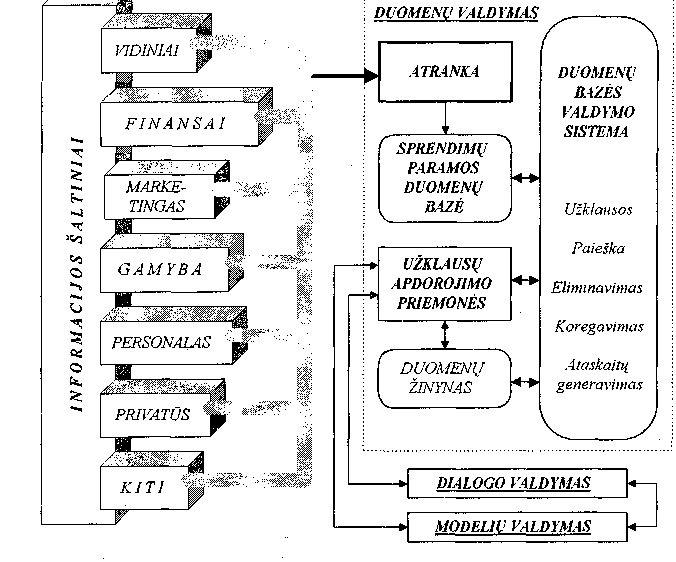 INFORMACIJOS ŠALTINIAI
VIDINIAI
FINANSAI
MARKE-
TINGAS
GAMYBA
PERSONALAS
PRIVATŪS
KITI
DUOMENŲ VALDYMAS
ATRANKA
SPRENDIMŲ
PARAMOS
DUOMENŲ
BAZĖ
UŽKLAUSŲ
APDOROJIMO
PRIEMONĖS
DUOMENŲ
ŽINYNAS
DUOMENŲ
BAZĖS
VALDYMO
SISTEMA
Užklausos
Paieška
Eliminavimas
Koregavimas
Ataskaitų
generavimas
DIALOGO VALDYMAS
MODELIŲ VALDYMAS